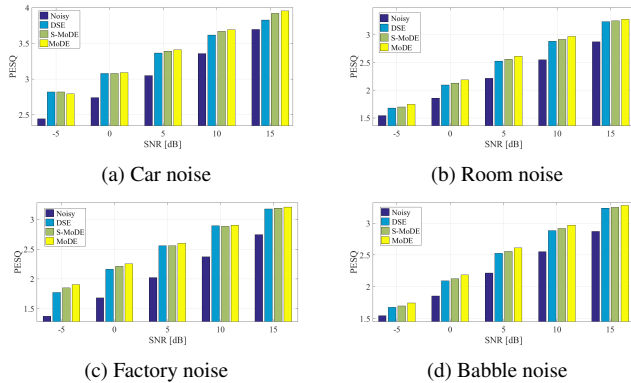 4
3.5
3
2.5
PESQ
Noisy
DSE
S-MoDE
MoDE
-5 0 5 10 15
SNR [dB]
(a) Car noise
3
2.5
2
1.5
PESQ
Noisy
DSE
S-MoDE
MoDE
-5 0 5 10 15
SNR [dB]
(b) Room noise
3
2.5
2
1.5
PESQ
Noisy
DSE
S-MoDE
MoDE
-5 0 5 10 15
SNR [dB]
(c) Factory noise
3
2.5
2
1.5
PESQ
Noisy
DSE
S-MoDE
MoDE
-5 0 5 10 15
SNR [dB]
(d) Babble noise